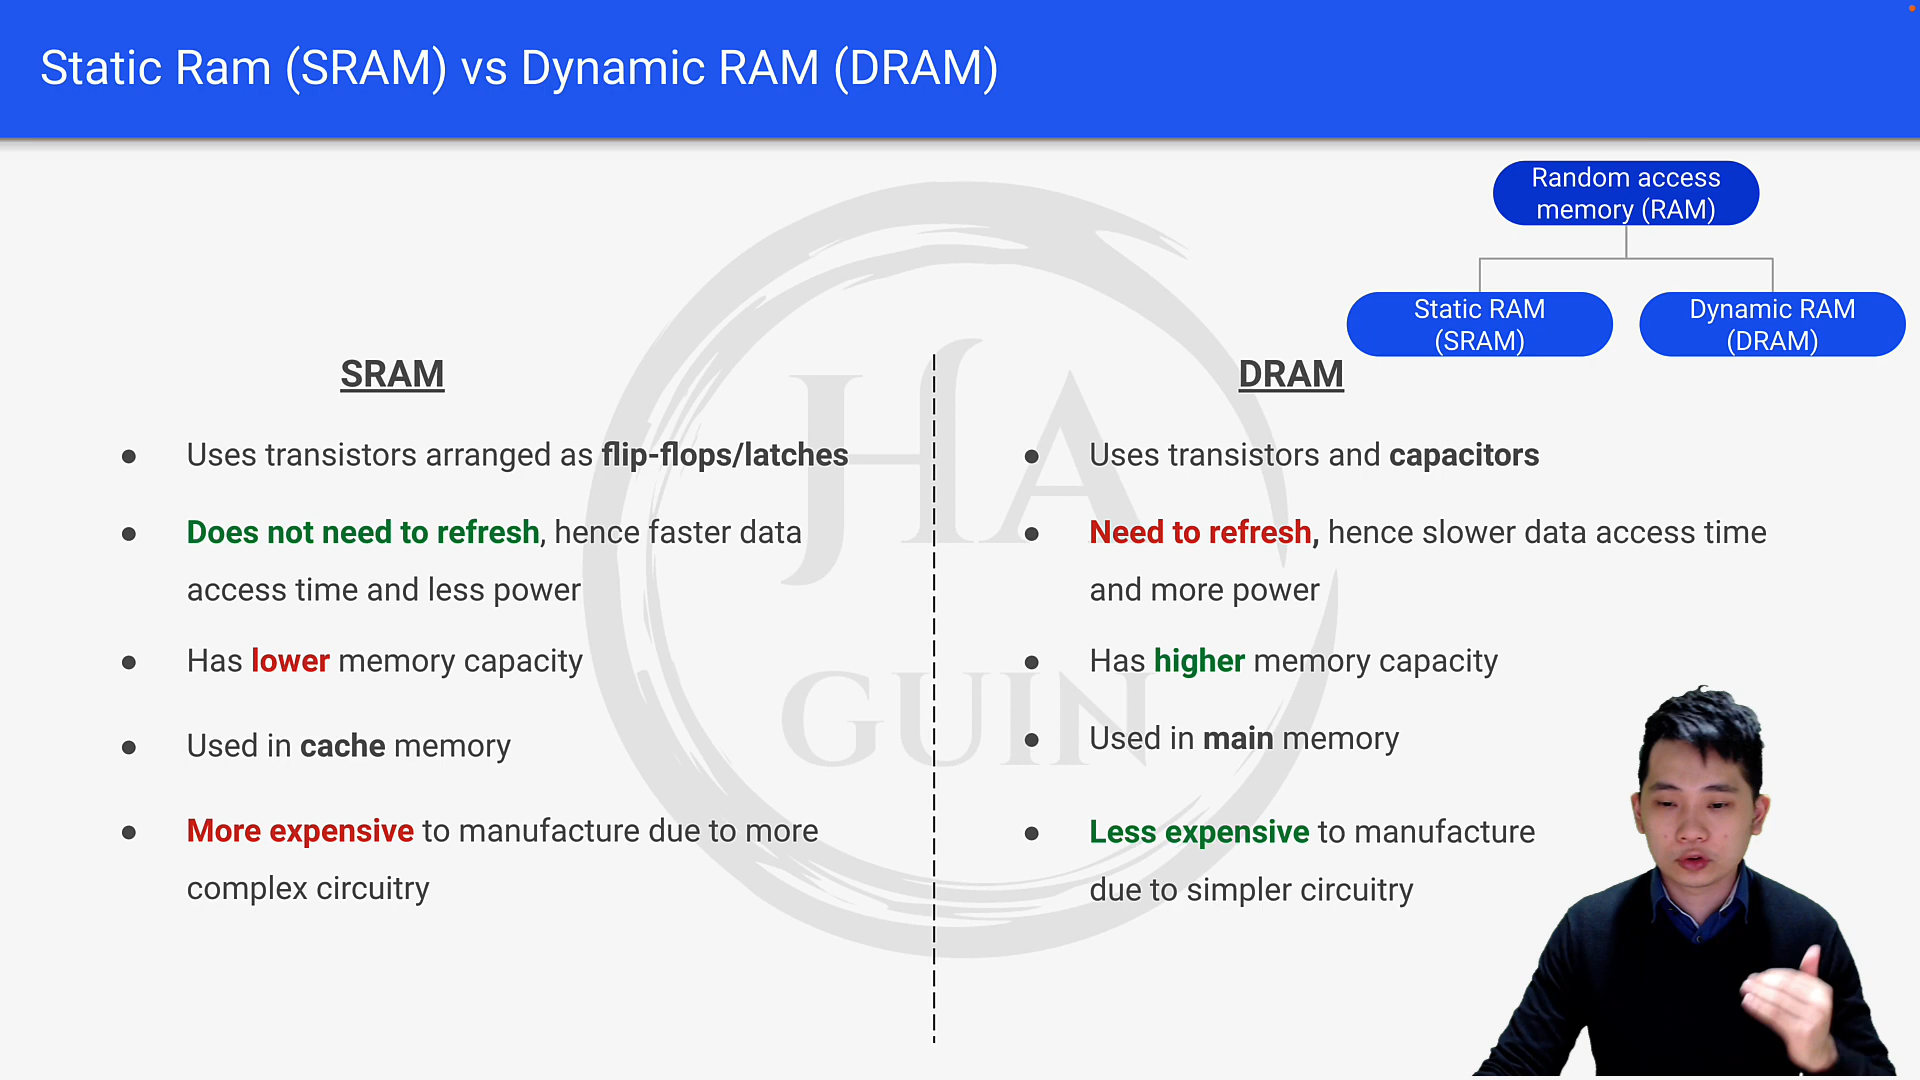 Static Ram (SRAM) vs Dynamic RAM (DRAM)
Random access
memory (RAM)
Static RAM
(SRAM)
Dynamic RAM
(DRAM)
SRAM
Uses transistors arranged as flip-flops/latches
Does not need to refresh, hence faster data
access time and less power
Has lower memory capacity
Used in cache memory
More expensive to manufacture due to more
complex circuitry
DRAM
Uses transistors and capacitors
Need to refresh, hence slower data access time
and more power
Has higher memory capacity
Used in main memory
Less expensive to manufacture
due to simpler circuitry
HA
GUIN